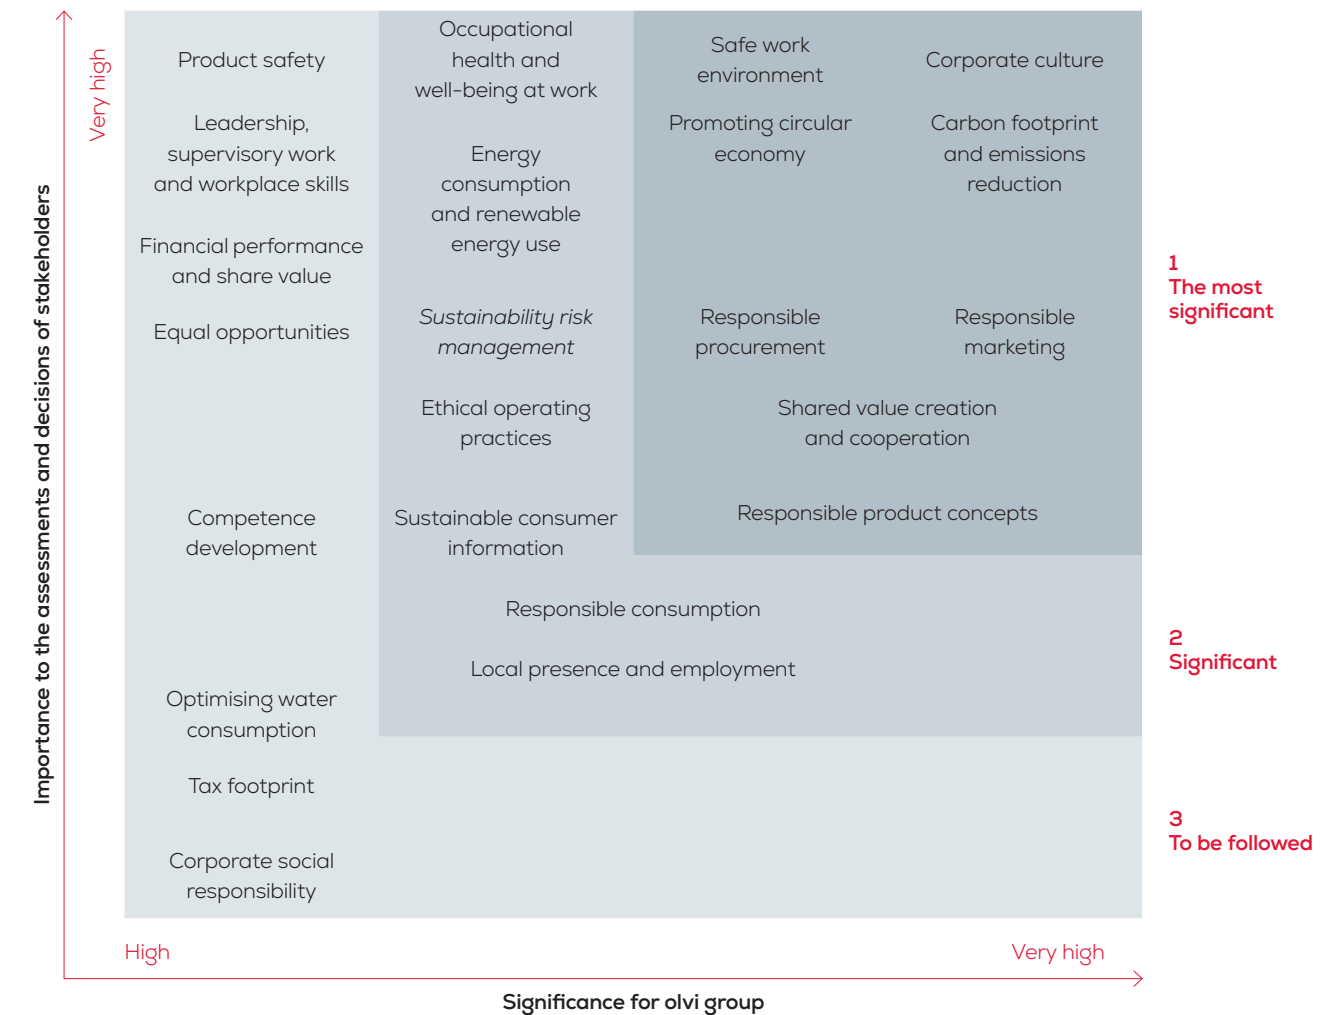 Importance to the assessments and decisions of stakeholders
Very high
Product safety
Leadership,
supervisory work
and workplace skills
Financial performance
and share value
Equal opportunities
Competence
development
Optimising water
consumption
Tax footprint
Corporate social
responsibility
Occupational
health and
well-being at work
Energy
consumption
and renewable
energy use
Sustainability risk
management
Ethical operating
practices
Sustainable consumer
information
Safe work
environment
Corporate culture
Promoting circular
economy
Carbon footprint
and emissions
reduction
Responsible
procurement
Responsible
marketing
Shared value creation
and cooperation
Responsible product concepts
Responsible consumption
Local presence and employment
1
The most
significant
2
Significant
3
To be followed
High
Very high
Significance for olvi group